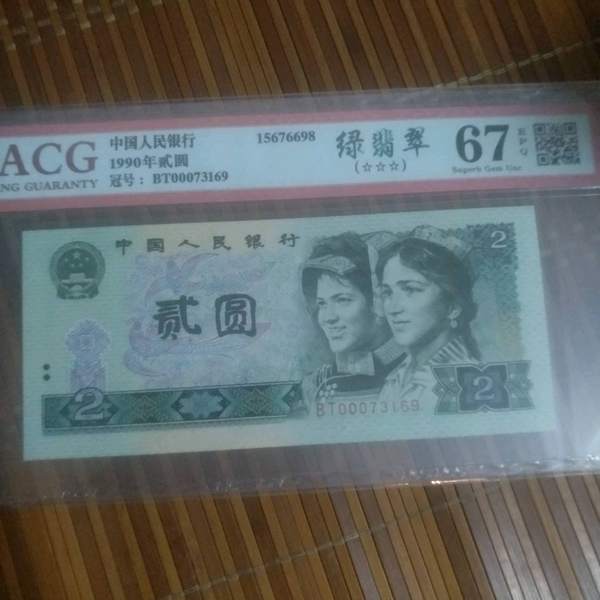 ACG
NG GUARANTY
中国人民银行
1990年贰圆
冠号：BT00073169
15676698
绿翡翠
(☆☆☆)
67
EPQ
Superb Gem Unc
中国人民银行
贰圆
2
2
2
BT00073169